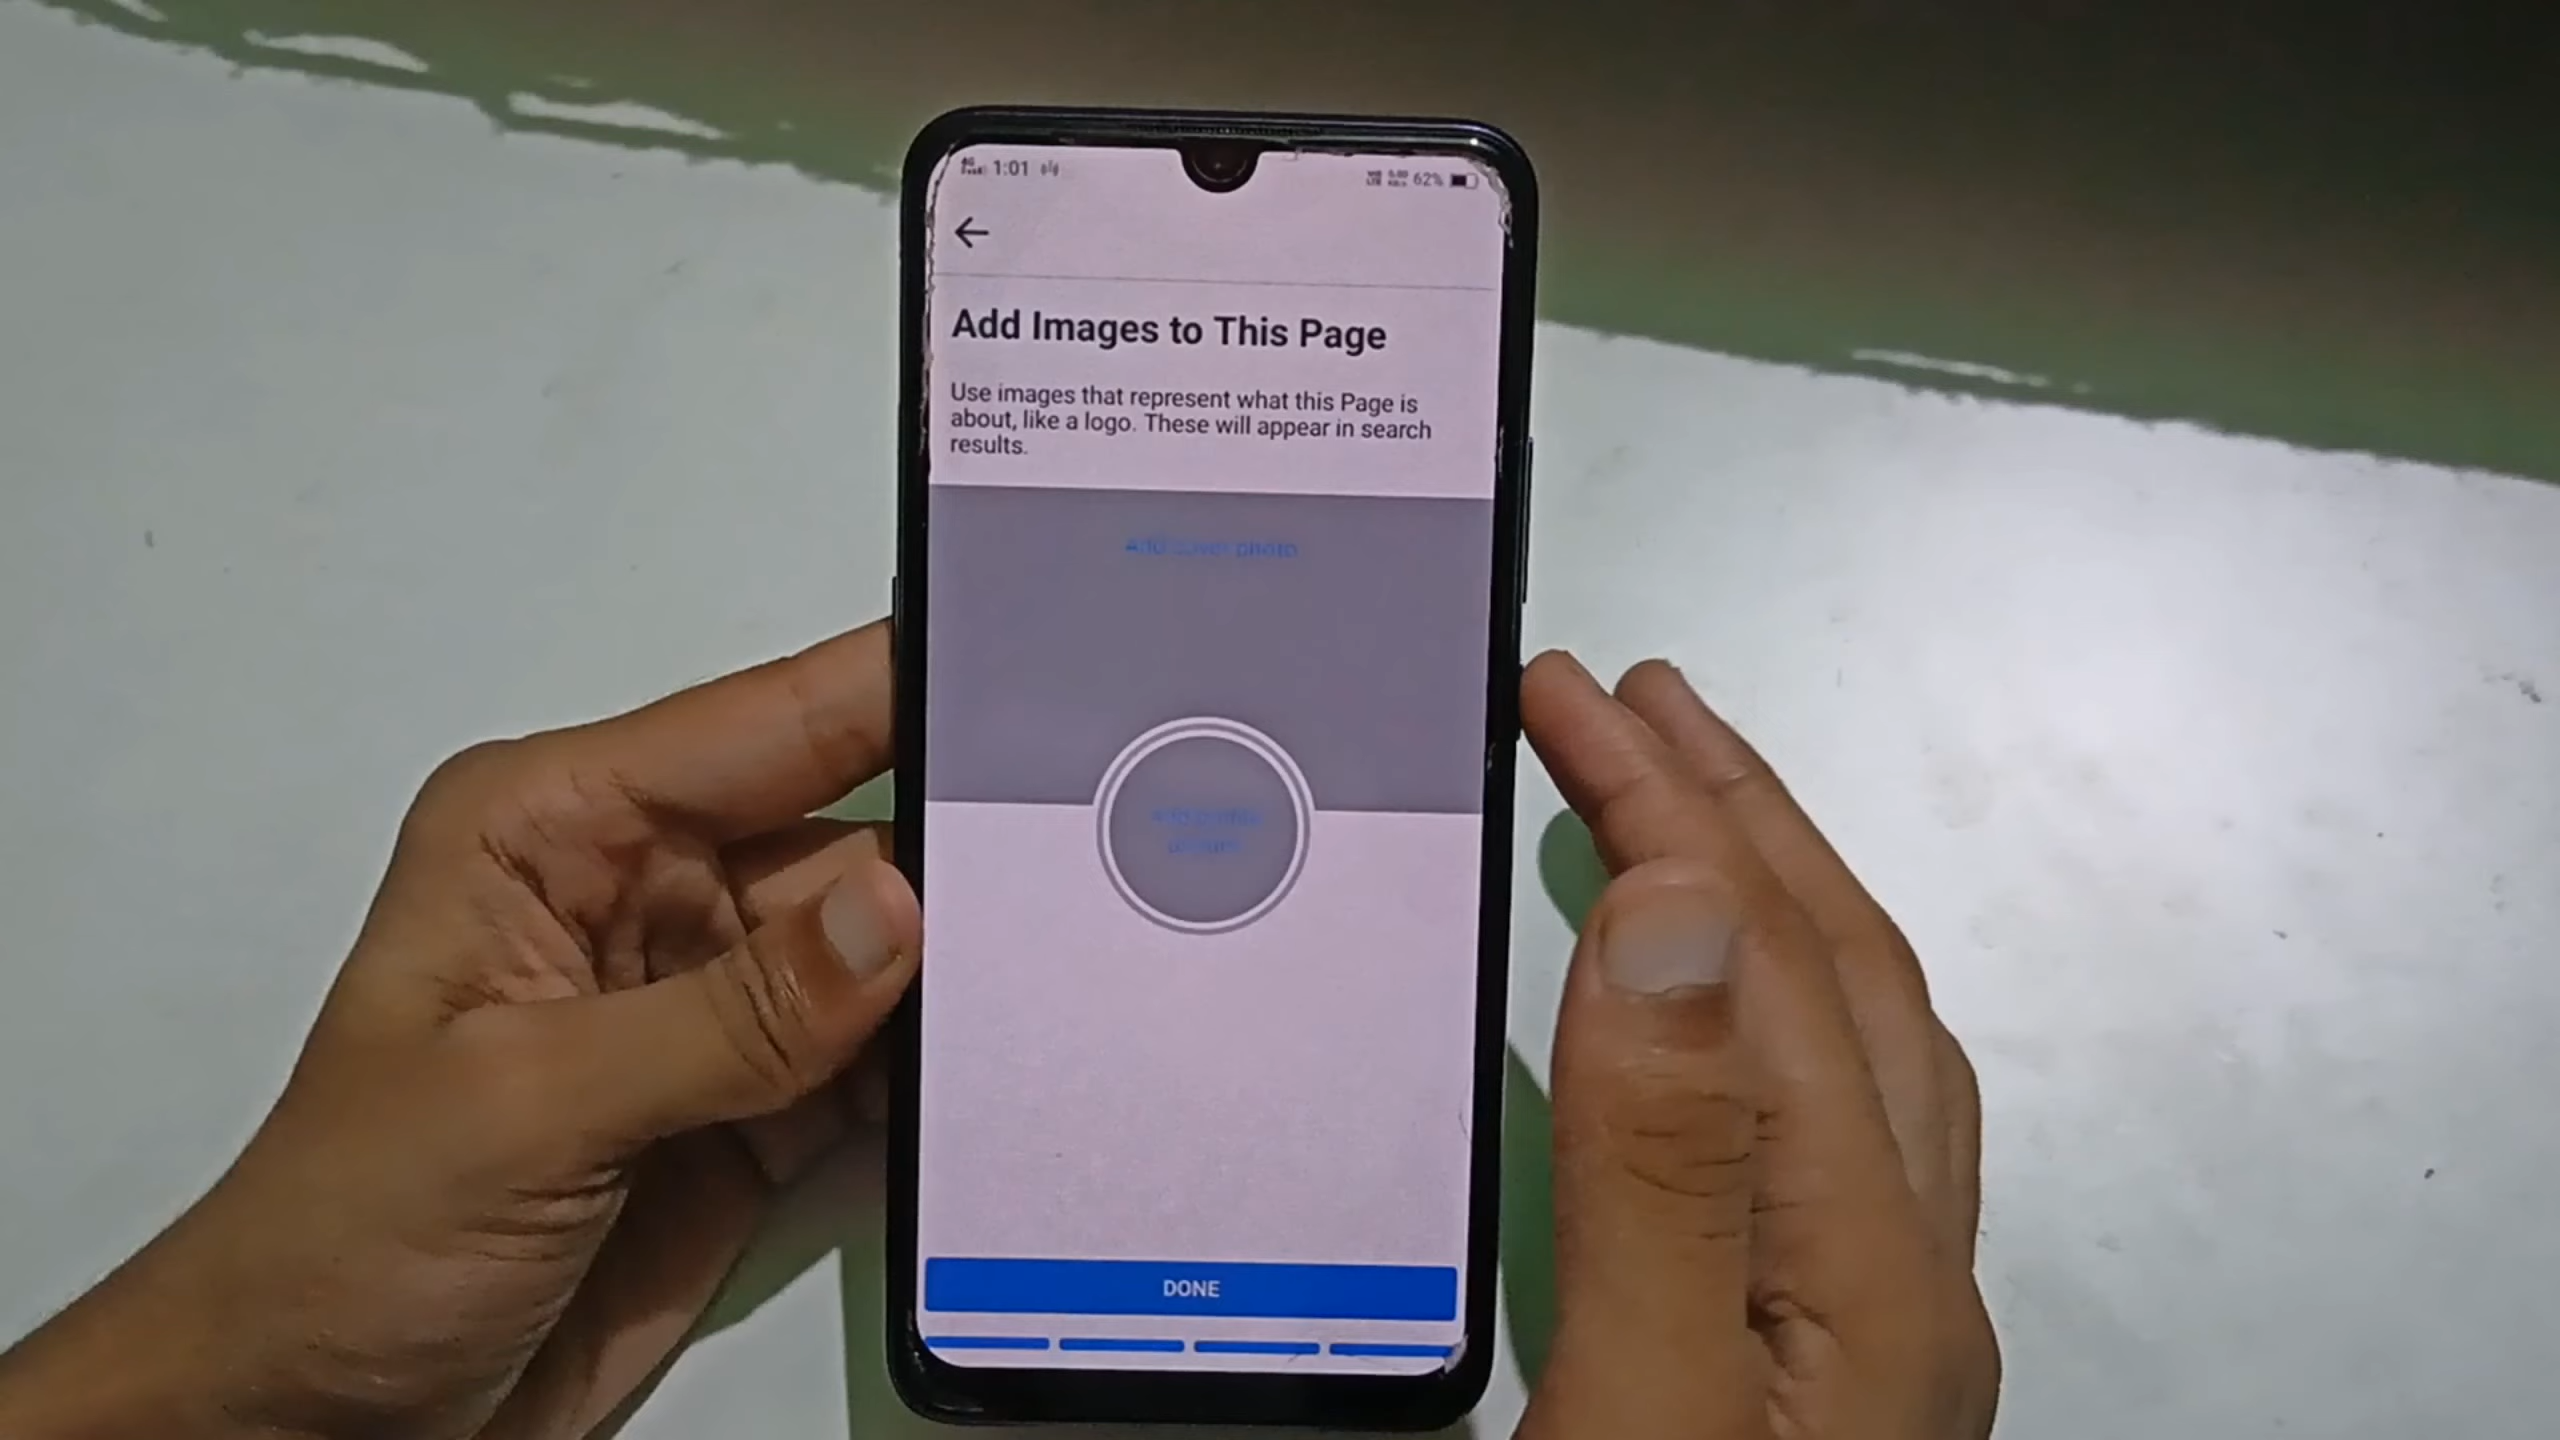 1:01 62%
Add Images to This Page
Use images that represent what this Page is
about, like a logo. These will appear in search
results.
Add cover photo
Add profile
DONE